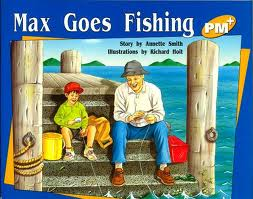 Max Goes Fishing
PM+
Story by Annette Smith
Illustrations by Richard Hoit